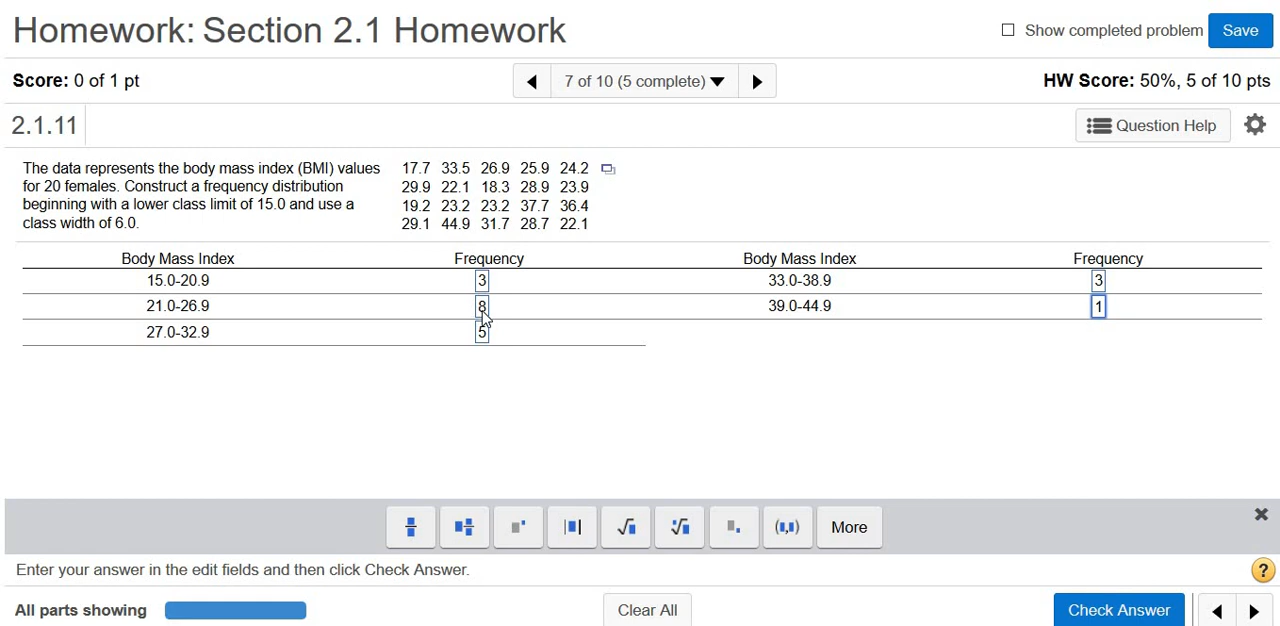 Homework: Section 2.1 Homework
Show completed problem
Save
Score: 0 of 1 pt
7 of 10 (5 complete)
HW Score: 50%, 5 of 10 pts
2.1.11
Question Help
The data represents the body mass index (BMI) values
for 20 females. Construct a frequency distribution
beginning with a lower class limit of 15.0 and use a
class width of 6.0.
17.7 33.5 26.9 25.9 24.2
29.9 22.1 18.3 28.9 23.9
19.2 23.2 23.2 37.7 36.4
29.1 44.9 31.7 28.7 22.1
Body Mass Index Frequency Body Mass Index Frequency
15.0-20.9 3 33.0-38.9 3
21.0-26.9 8 39.0-44.9 1
27.0-32.9 5
More
Enter your answer in the edit fields and then click Check Answer.
?
All parts showing
Clear All
Check Answer